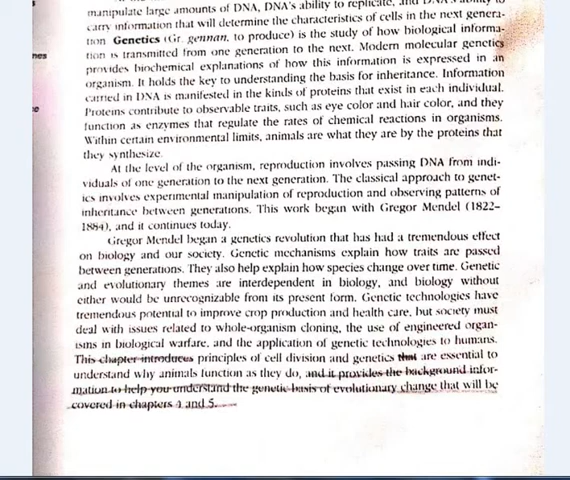 manipulate large amounts of DNA, DNA's ability to replicate, and DNA's ability to
carry information that will determine the characteristics of cells in the next genera-
tion. Genetics (Gr. gennan, to produce) is the study of how biological informa-
tion is transmitted from one generation to the next. Modern molecular genetics
provides biochemical explanations of how this information is expressed in an
organism. It holds the key to understanding the basis for inheritance. Information
carried in DNA is manifested in the kinds of proteins that exist in each individual.
Proteins contribute to observable traits, such as eye color and hair color, and they
function as enzymes that regulate the rates of chemical reactions in organisms.
Within certain environmental limits, animals are what they are by the proteins that
they synthesize.
At the level of the organism, reproduction involves passing DNA from indi-
viduals of one generation to the next generation. The classical approach to genet-
ics involves experimental manipulation of reproduction and observing patterns of
inheritance between generations. This work began with Gregor Mendel (1822–
1884), and it continues today.
Gregor Mendel began a genetics revolution that has had a tremendous effect
on biology and our society. Genetic mechanisms explain how traits are passed
between generations. They also help explain how species change over time. Genetic
and evolutionary themes are interdependent in biology, and biology without
either would be unrecognizable from its present form. Genetic technologies have
tremendous potential to improve crop production and health care, but society must
deal with issues related to whole-organism cloning, the use of engineered organ-
isms in biological warfare, and the application of genetic technologies to humans.
This chapter introduces principles of cell division and genetics that are essential to
understand why animals function as they do, and it provides the background infor-
mation to help you understand the genetic basis of evolutionary change that will be
covered in chapters 4 and 5.